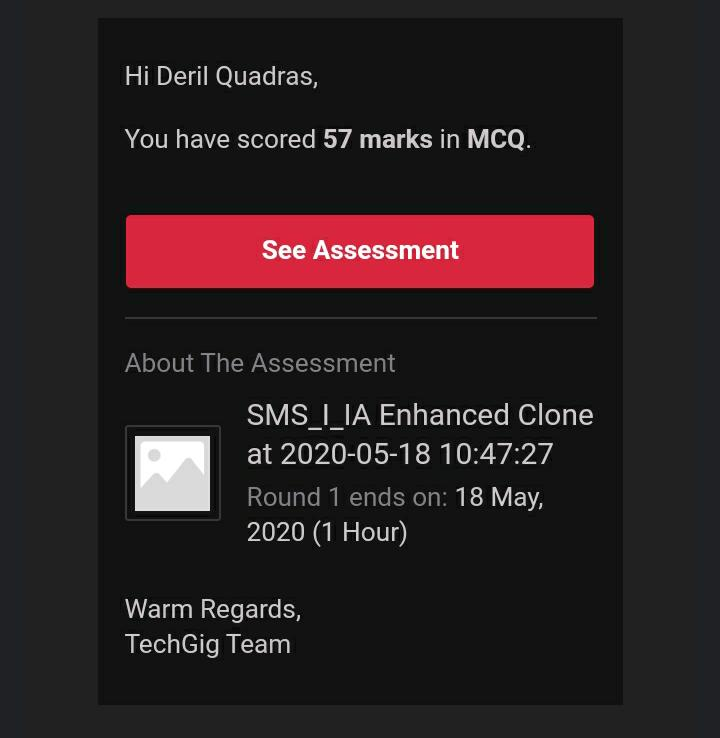 Hi Deril Quadras,
You have scored 57 marks in MCQ.
See Assessment
About The Assessment
SMS_I_IA Enhanced Clone
at 2020-05-18 10:47:27
Round 1 ends on: 18 May,
2020 (1 Hour)
Warm Regards,
TechGig Team